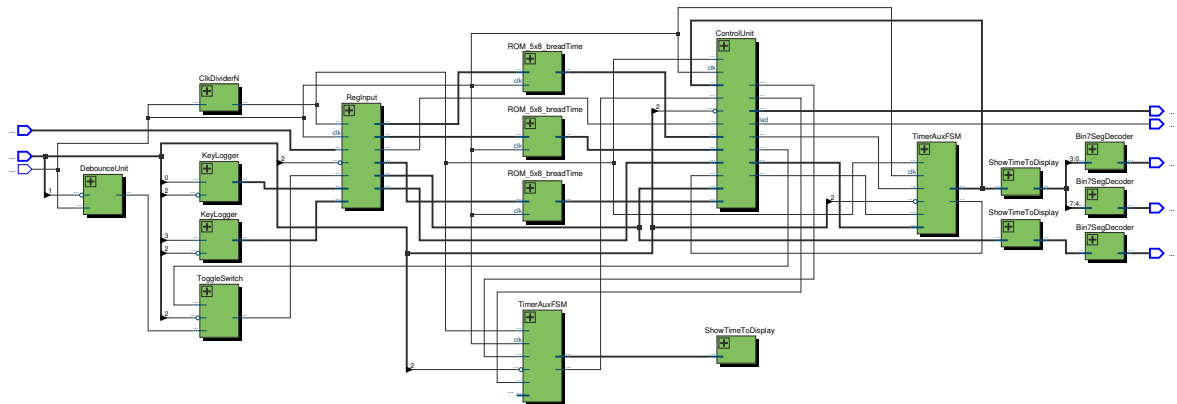 ControlUnit
ROM_5x8_breadTime
clk
clk
ClkDividerN
RegInput
2
ROM_5x8_breadTime
led
...
clk
TimerAuxFSM
Bin7SegDecoder
clk
...
KeyLogger
2
clk
3:0
...
...
DebounceUnit
ShowTimeToDisplay
0
ROM_5x8_breadTime
Bin7SegDecoder
1
2
2
7:4
...
clk
KeyLogger
ShowTimeToDisplay
Bin7SegDecoder
3
2
...
ToggleSwitch
TimerAuxFSM
2
ShowTimeToDisplay
clk
2
...